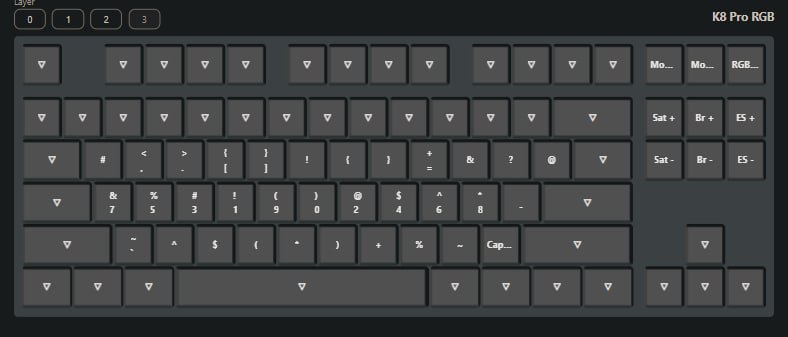 Layer
0 1 2 3
K8 Pro RGB
▽ ▽ ▽ ▽ ▽ ▽ ▽ ▽ ▽ ▽ ▽ ▽ ▽ Mo... Mo... RGB...
▽ ▽ ▽ ▽ ▽ ▽ ▽ ▽ ▽ ▽ ▽ ▽ ▽ ▽ Sat + Br + ES +
< > { } +
▽ # , . [ ] ! { } = & ? @ ▽ Sat - Br - ES -
& % # ! ( ) @ $ ^ *
▽ 7 5 3 1 9 0 2 4 6 8 _ ▽
~
▽ ` ^ $ ( * ) + % ~ Cap... ▽ ▽
▽ ▽ ▽ ▽ ▽ ▽ ▽ ▽ ▽ ▽ ▽